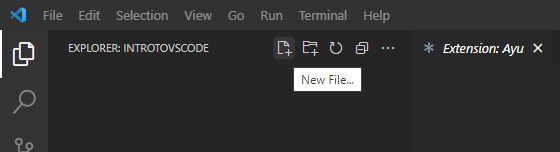 File Edit Selection View Go Run Terminal Help
EXPLORER: INTROTOVSCODE
Extension: Ayu
New File...